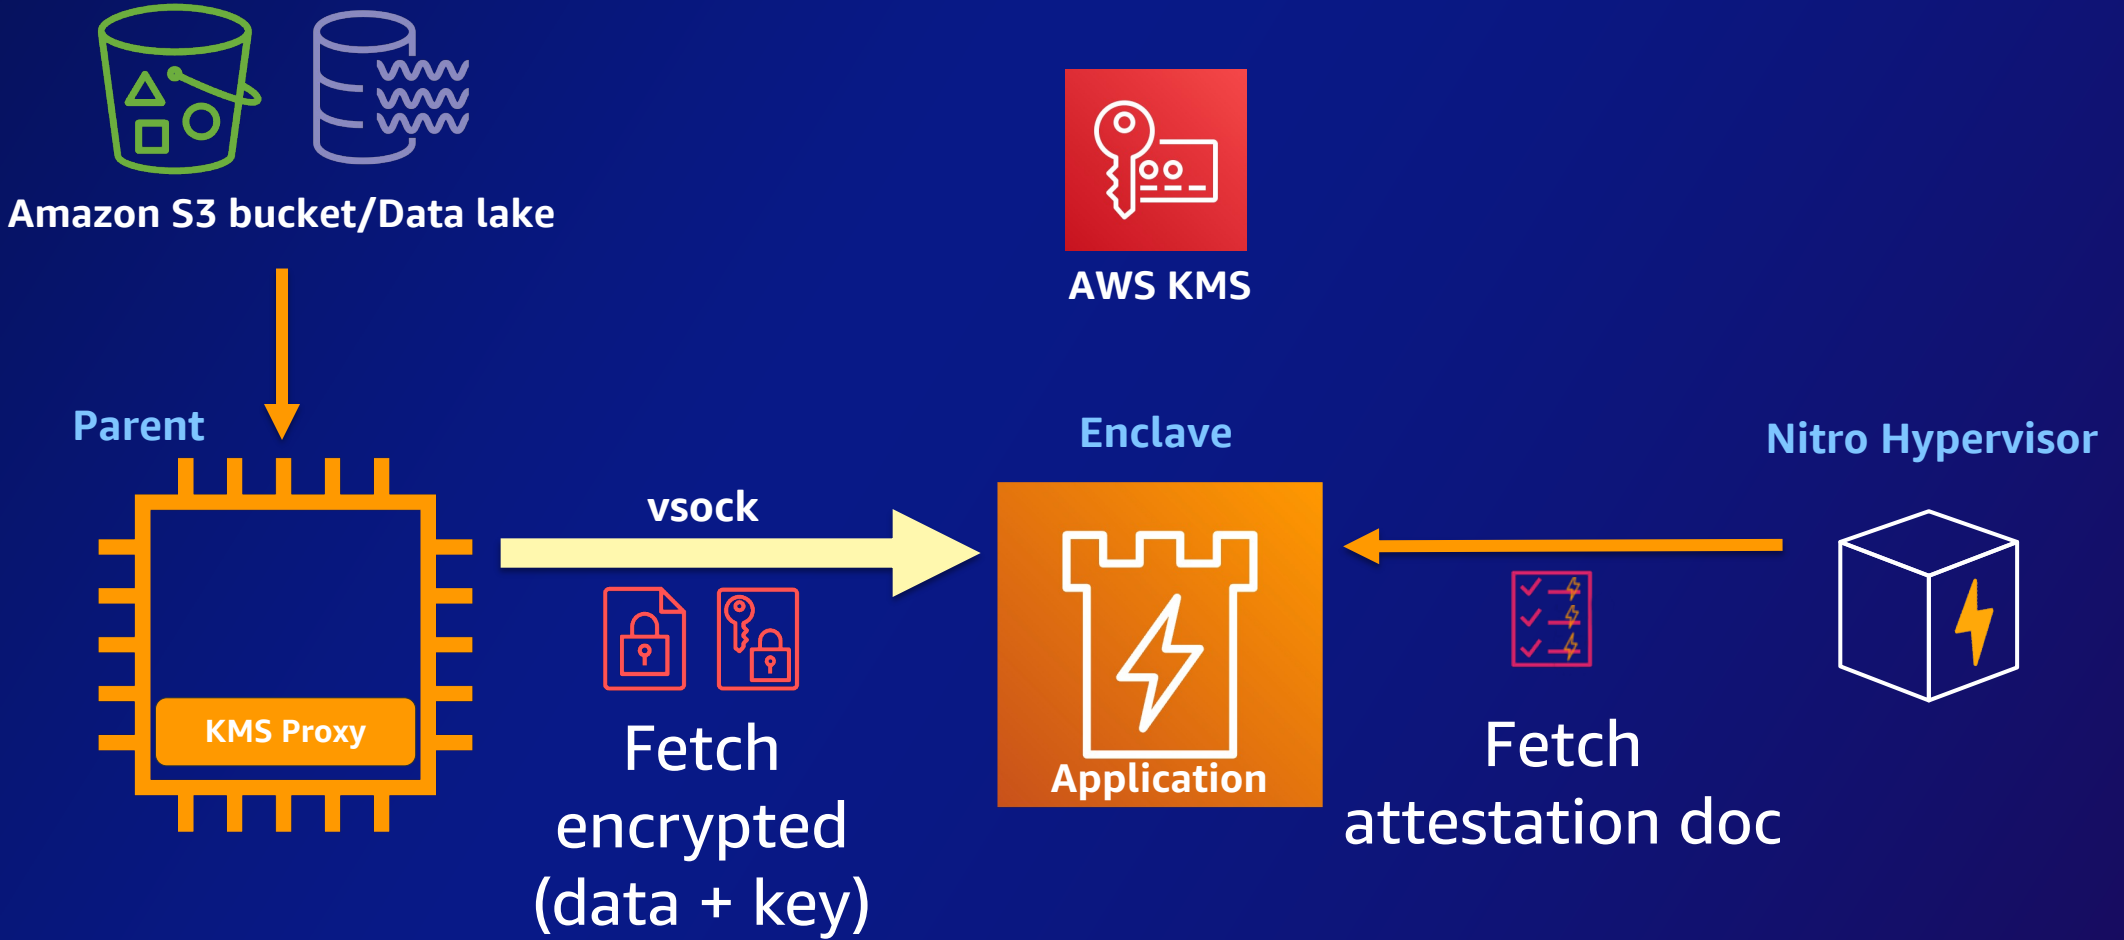 Amazon S3 bucket/Data lake
AWS KMS
Parent
Enclave
Nitro Hypervisor
vsock
KMS Proxy
Application
Fetch
encrypted
(data + key)
Fetch
attestation doc